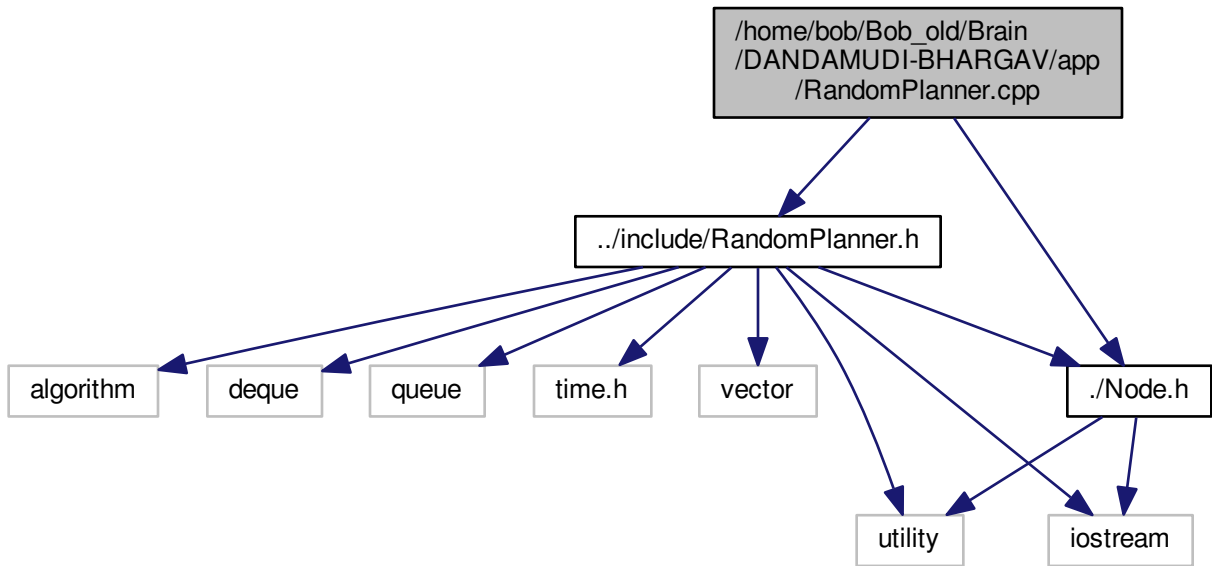 /home/bob/Bob_old/Brain
/DANDAMUDI-BHARGAV/app
/RandomPlanner.cpp
../include/RandomPlanner.h
algorithm
deque
queue
time.h
vector
./Node.h
utility
iostream